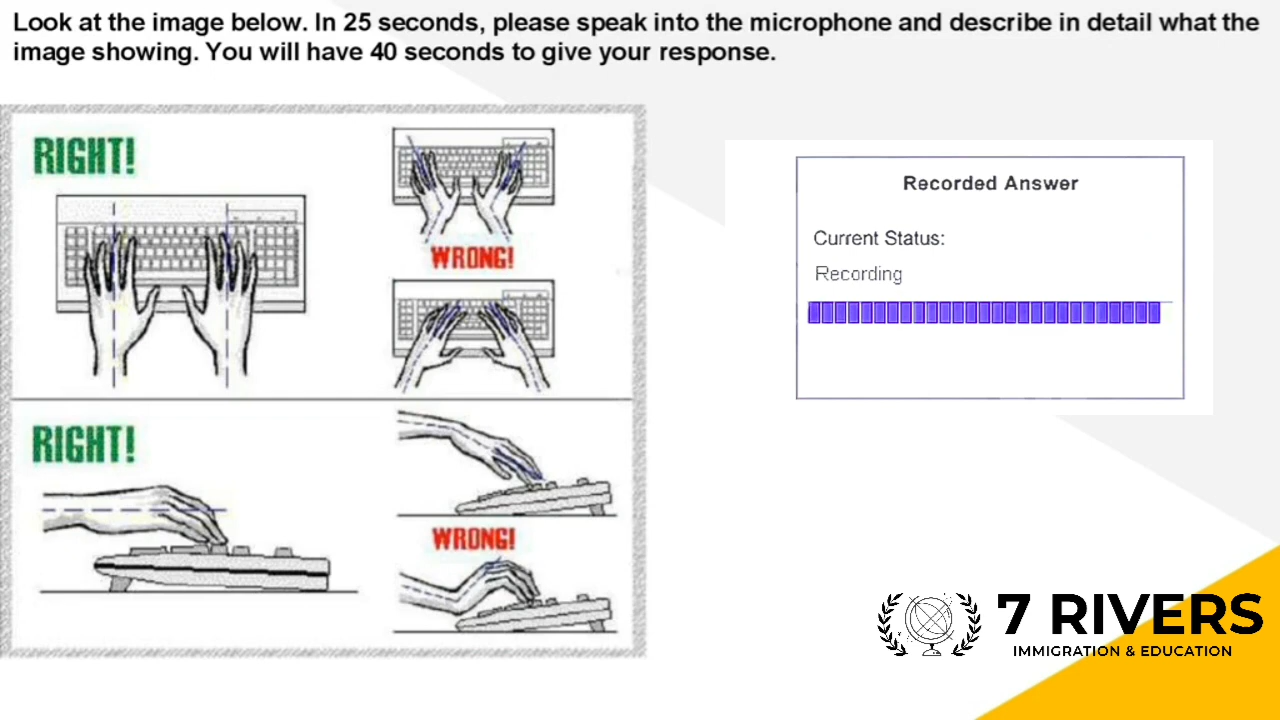 Look at the image below. In 25 seconds, please speak into the microphone and describe in detail what the
image showing. You will have 40 seconds to give your response.
RIGHT!
WRONG!
RIGHT!
WRONG!
Recorded Answer
Current Status:
Recording
7 RIVERS
IMMIGRATION & EDUCATION